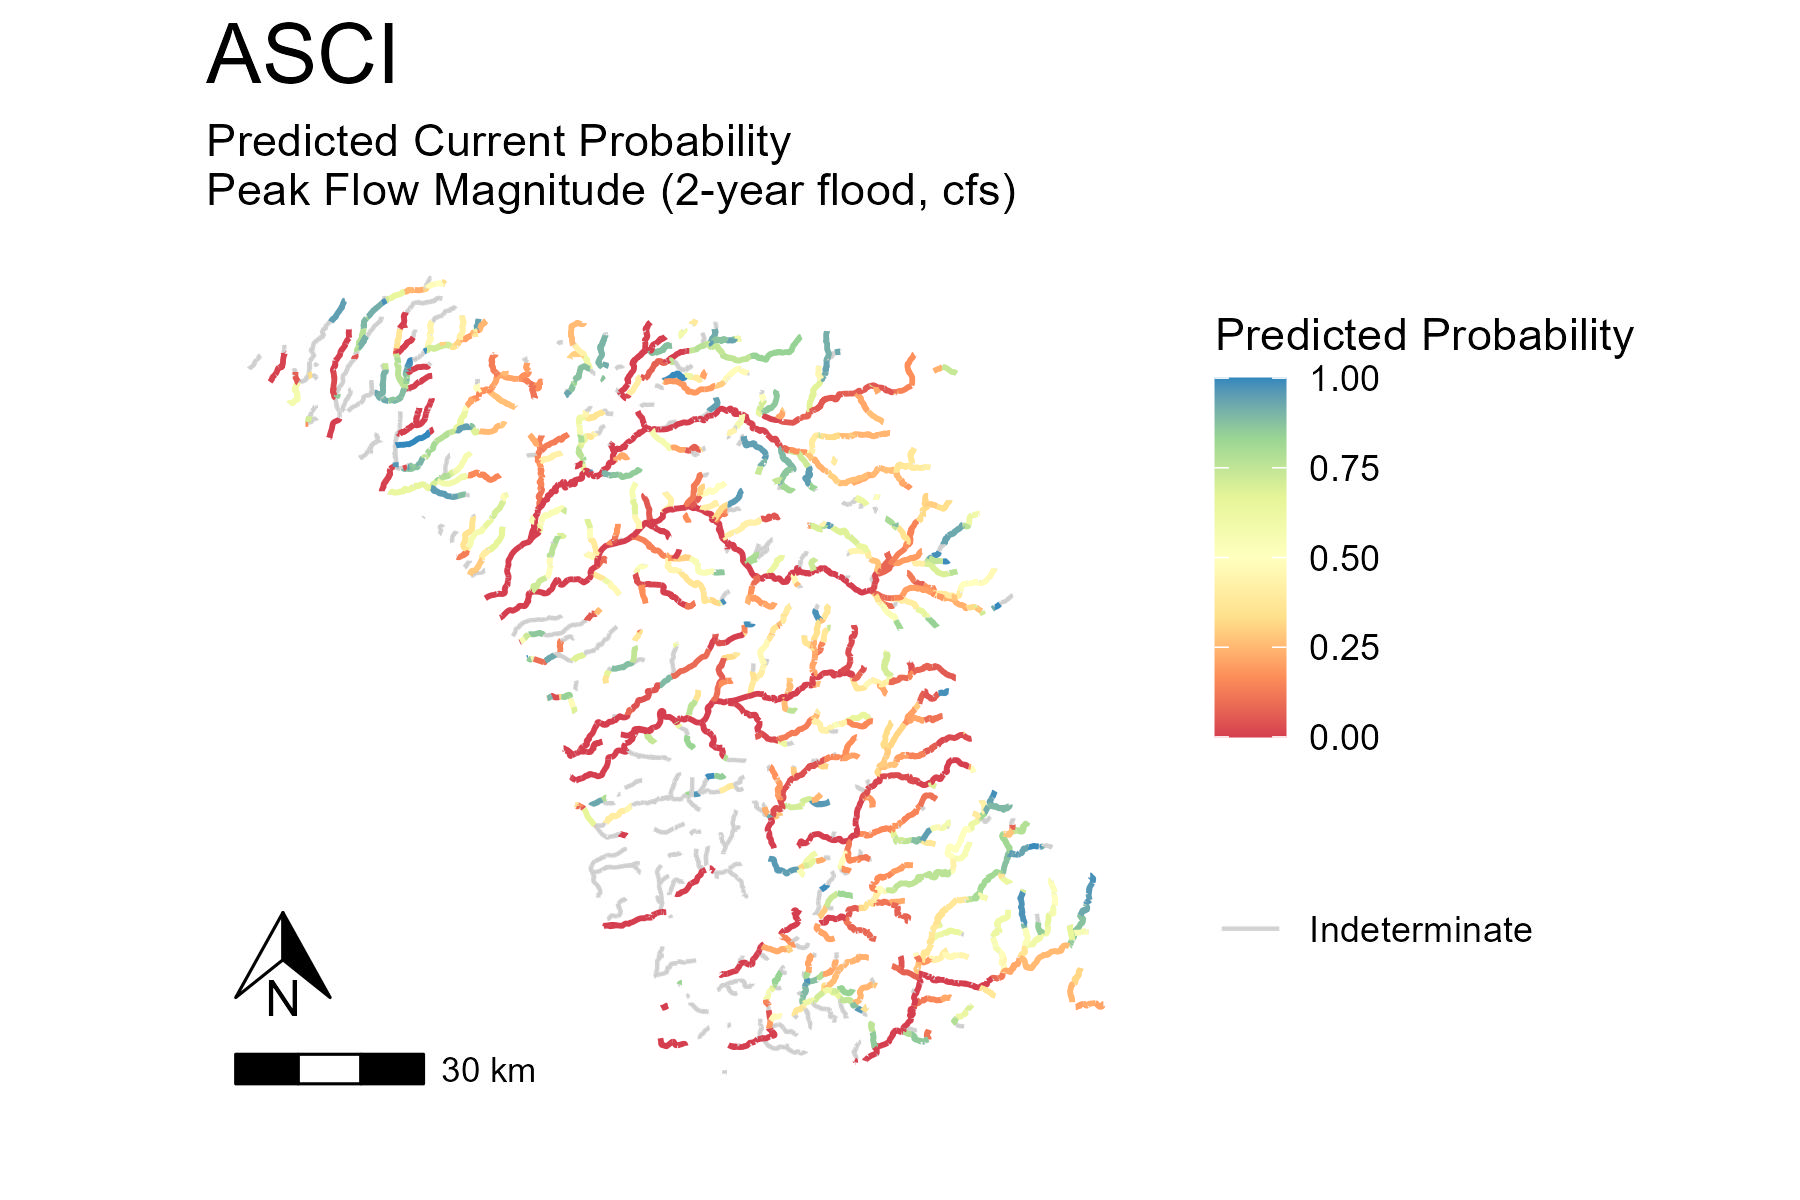 ASCI
Predicted Current Probability
Peak Flow Magnitude (2-year flood, cfs)
Predicted Probability
1.00
0.75
0.50
0.25
0.00
Indeterminate
N
30 km